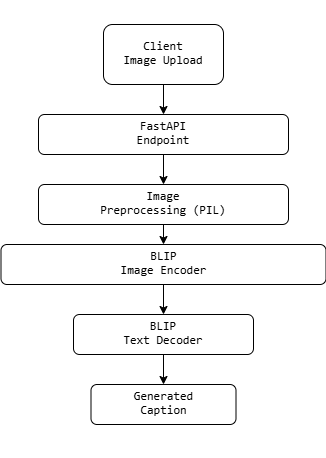 Client
Image Upload
FastAPI
Endpoint
Image
Preprocessing (PIL)
BLIP
Image Encoder
BLIP
Text Decoder
Generated
Caption